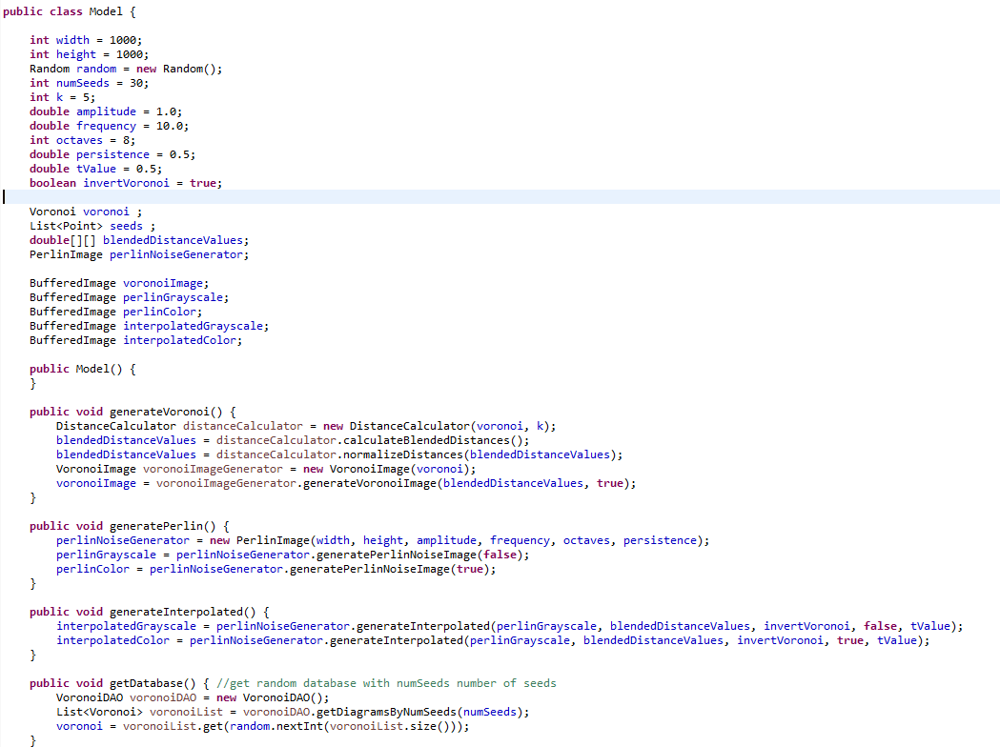 public class Model {
int width = 1000;
int height = 1000;
Random random = new Random();
int numSeeds = 30;
int k = 5;
double amplitude = 1.0;
double frequency = 10.0;
int octaves = 8;
double persistence = 0.5;
double tValue = 0.5;
boolean invertVoronoi = true;
Voronoi voronoi ;
List<Point> seeds ;
double[][] blendedDistanceValues;
PerlinImage perlinNoiseGenerator;
BufferedImage voronoiImage;
BufferedImage perlinGrayscale;
BufferedImage perlinColor;
BufferedImage interpolatedGrayscale;
BufferedImage interpolatedColor;
public Model() {
}
public void generateVoronoi() {
DistanceCalculator distanceCalculator = new DistanceCalculator(voronoi, k);
blendedDistanceValues = distanceCalculator.calculateBlendedDistances();
blendedDistanceValues = distanceCalculator.normalizeDistances(blendedDistanceValues);
VoronoiImage voronoiImageGenerator = new VoronoiImage(voronoi);
voronoiImage = voronoiImageGenerator.generateVoronoiImage(blendedDistanceValues, true);
}
public void generatePerlin() {
perlinNoiseGenerator = new PerlinImage(width, height, amplitude, frequency, octaves, persistence);
perlinGrayscale = perlinNoiseGenerator.generatePerlinNoiseImage(false);
perlinColor = perlinNoiseGenerator.generatePerlinNoiseImage(true);
}
public void generateInterpolated() {
interpolatedGrayscale = perlinNoiseGenerator.generateInterpolated(perlinGrayscale, blendedDistanceValues, invertVoronoi, false, tValue);
interpolatedColor = perlinNoiseGenerator.generateInterpolated(perlinGrayscale, blendedDistanceValues, invertVoronoi, true, tValue);
}
public void getDatabase() { //get random database with numSeeds number of seeds
VoronoiDAO voronoiDAO = new VoronoiDAO();
List<Voronoi> voronoiList = voronoiDAO.getDiagramsByNumSeeds(numSeeds);
voronoi = voronoiList.get(random.nextInt(voronoiList.size()));
}